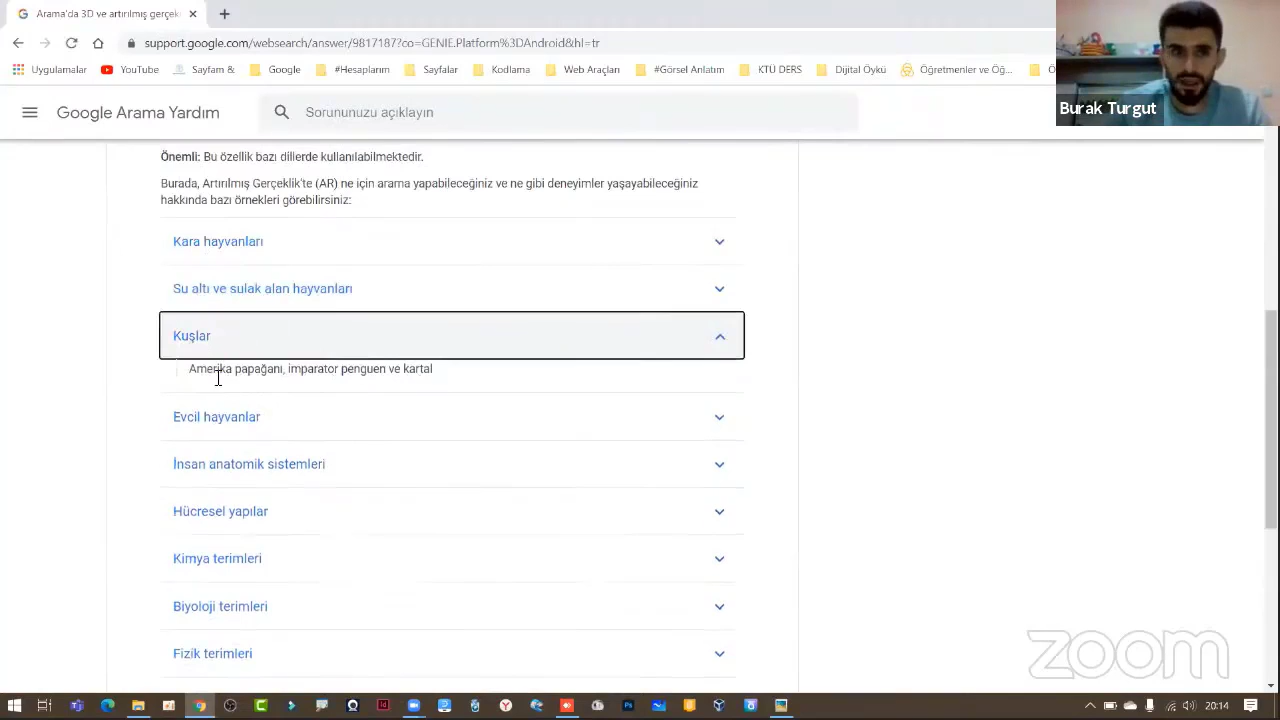 Arama'da 3D ve artırılmış gerçek
support.google.com/websearch/answer/9817187?co=GENIE.Platform%3DAndroid&hl=tr
Uygulamalar YouTube Sayfam & Google #Hesaplarım Sayfalar Kodlama Web Araçları #Görsel Anlatım KTÜ DERS Dijital Öykü Öğretmenler ve Öğ...
Burak Turgut
Google Arama Yardım
Sorununuzu açıklayın
Önemli: Bu özellik bazı dillerde kullanılabilmektedir.
Burada, Artırılmış Gerçeklik'te (AR) ne için arama yapabileceğiniz ve ne gibi deneyimler yaşayabileceğiniz
hakkında bazı örnekleri görebilirsiniz:
Kara hayvanları
Su altı ve sulak alan hayvanları
Kuşlar
Amerika papağanı, imparator penguen ve kartal
Evcil hayvanlar
İnsan anatomik sistemleri
Hücresel yapılar
Kimya terimleri
Biyoloji terimleri
Fizik terimleri
zoom
20:14